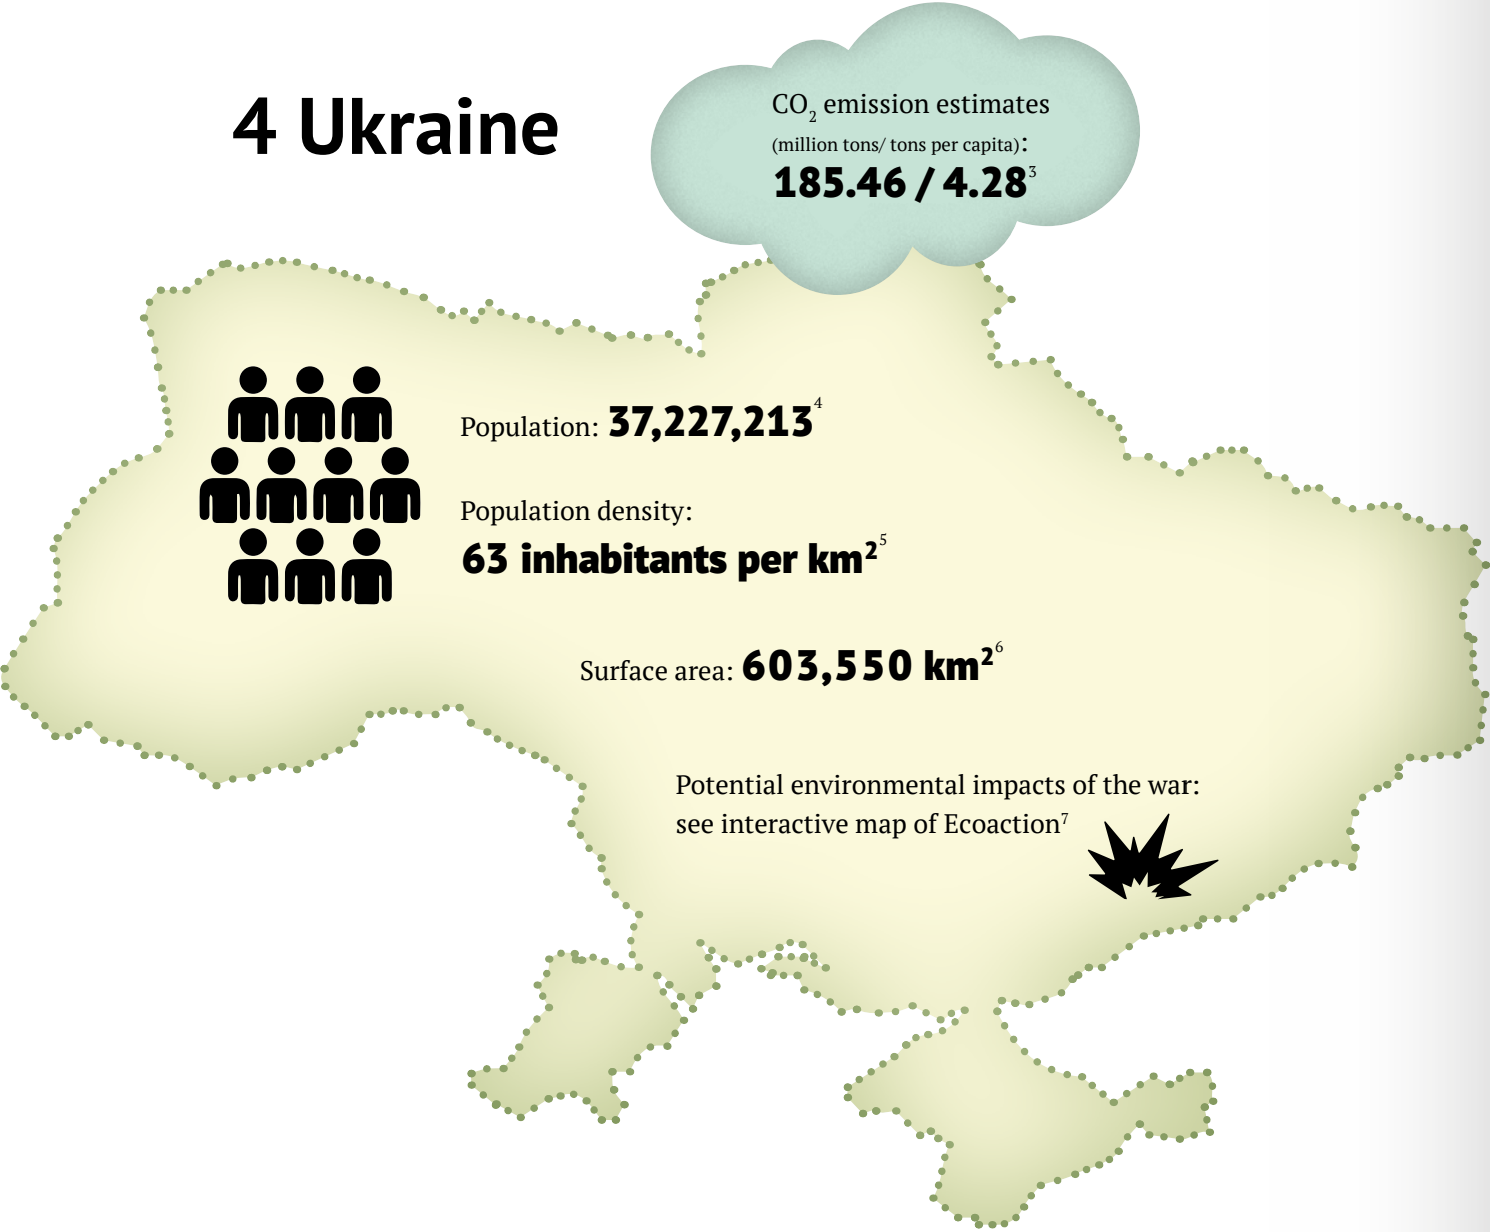 4 Ukraine
CO₂ emission estimates
(million tons/ tons per capita):
185.46 / 4.28³
Population: 37,227,213⁴
Population density:
63 inhabitants per km²⁵
Surface area: 603,550 km²⁶
Potential environmental impacts of the war:
see interactive map of Ecoaction⁷